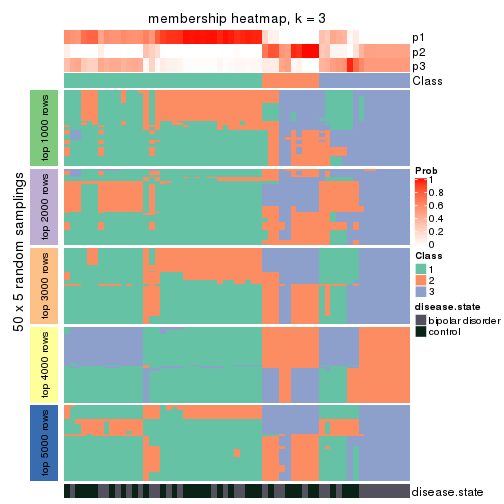 membership heatmap, k = 3
p1
p2
p3
Class
50 x 5 random samplings
top 1000 rows
top 2000 rows
top 3000 rows
top 4000 rows
top 5000 rows
Prob
1
0.8
0.6
0.4
0.2
0
Class
1
2
3
disease.state
bipolar disorder
control
disease.state